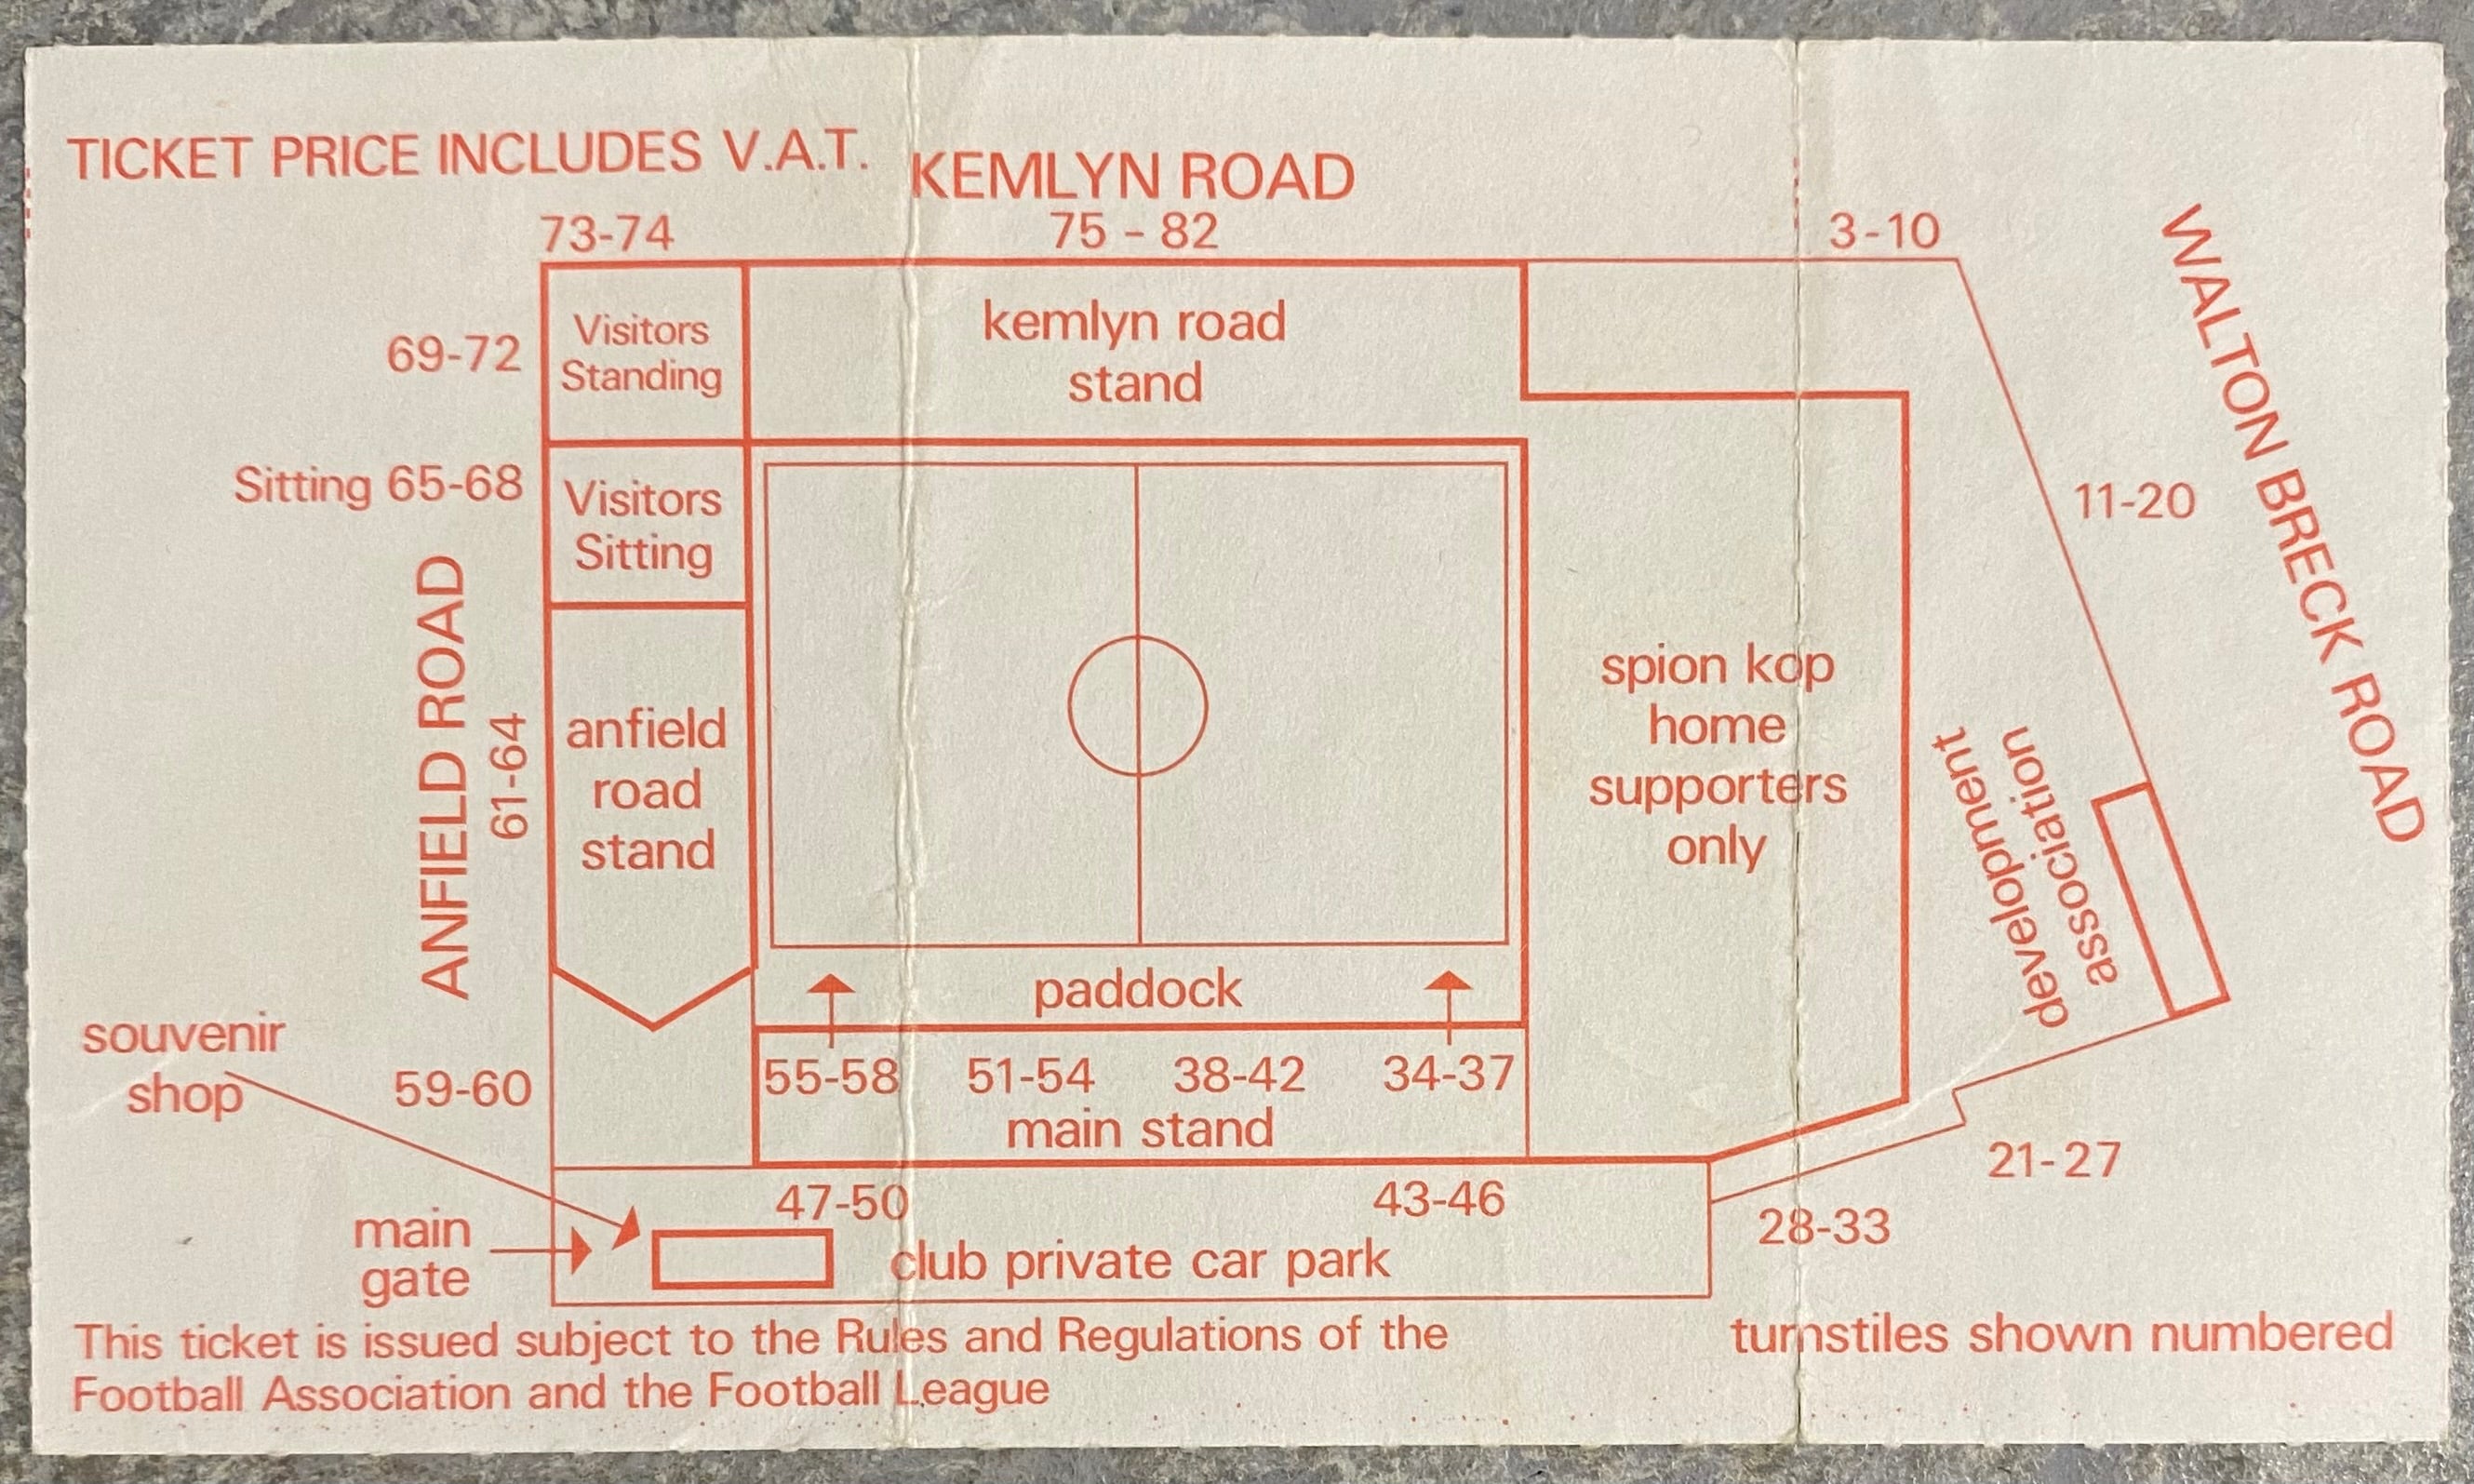 TICKET PRICE INCLUDES V.A.T.
KEMLYN ROAD
73-74
75 - 82
3-10
WALTON BRECK ROAD
69-72
Visitors
Standing
kemlyn road
stand
Sitting 65-68
Visitors
Sitting
11-20
ANFIELD ROAD
61-64
anfield
road
stand
spion kop
home
supporters
only
development
association
paddock
souvenir
shop
59-60
55-58
51-54
38-42
34-37
main stand
21-27
47-50
43-46
28-33
main
gate
club private car park
This ticket is issued subject to the Rules and Regulations of the
Football Association and the Football League
turnstiles shown numbered